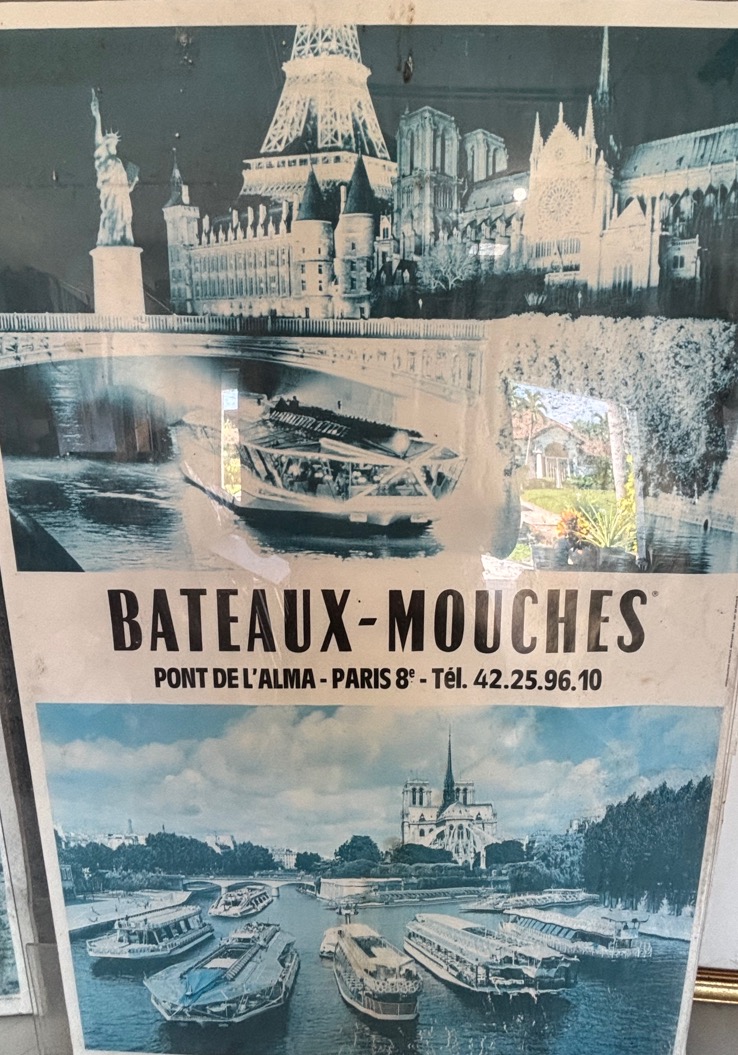 BATEAUX-MOUCHES®
PONT DE L'ALMA - PARIS 8e - Tél. 42.25.96.10